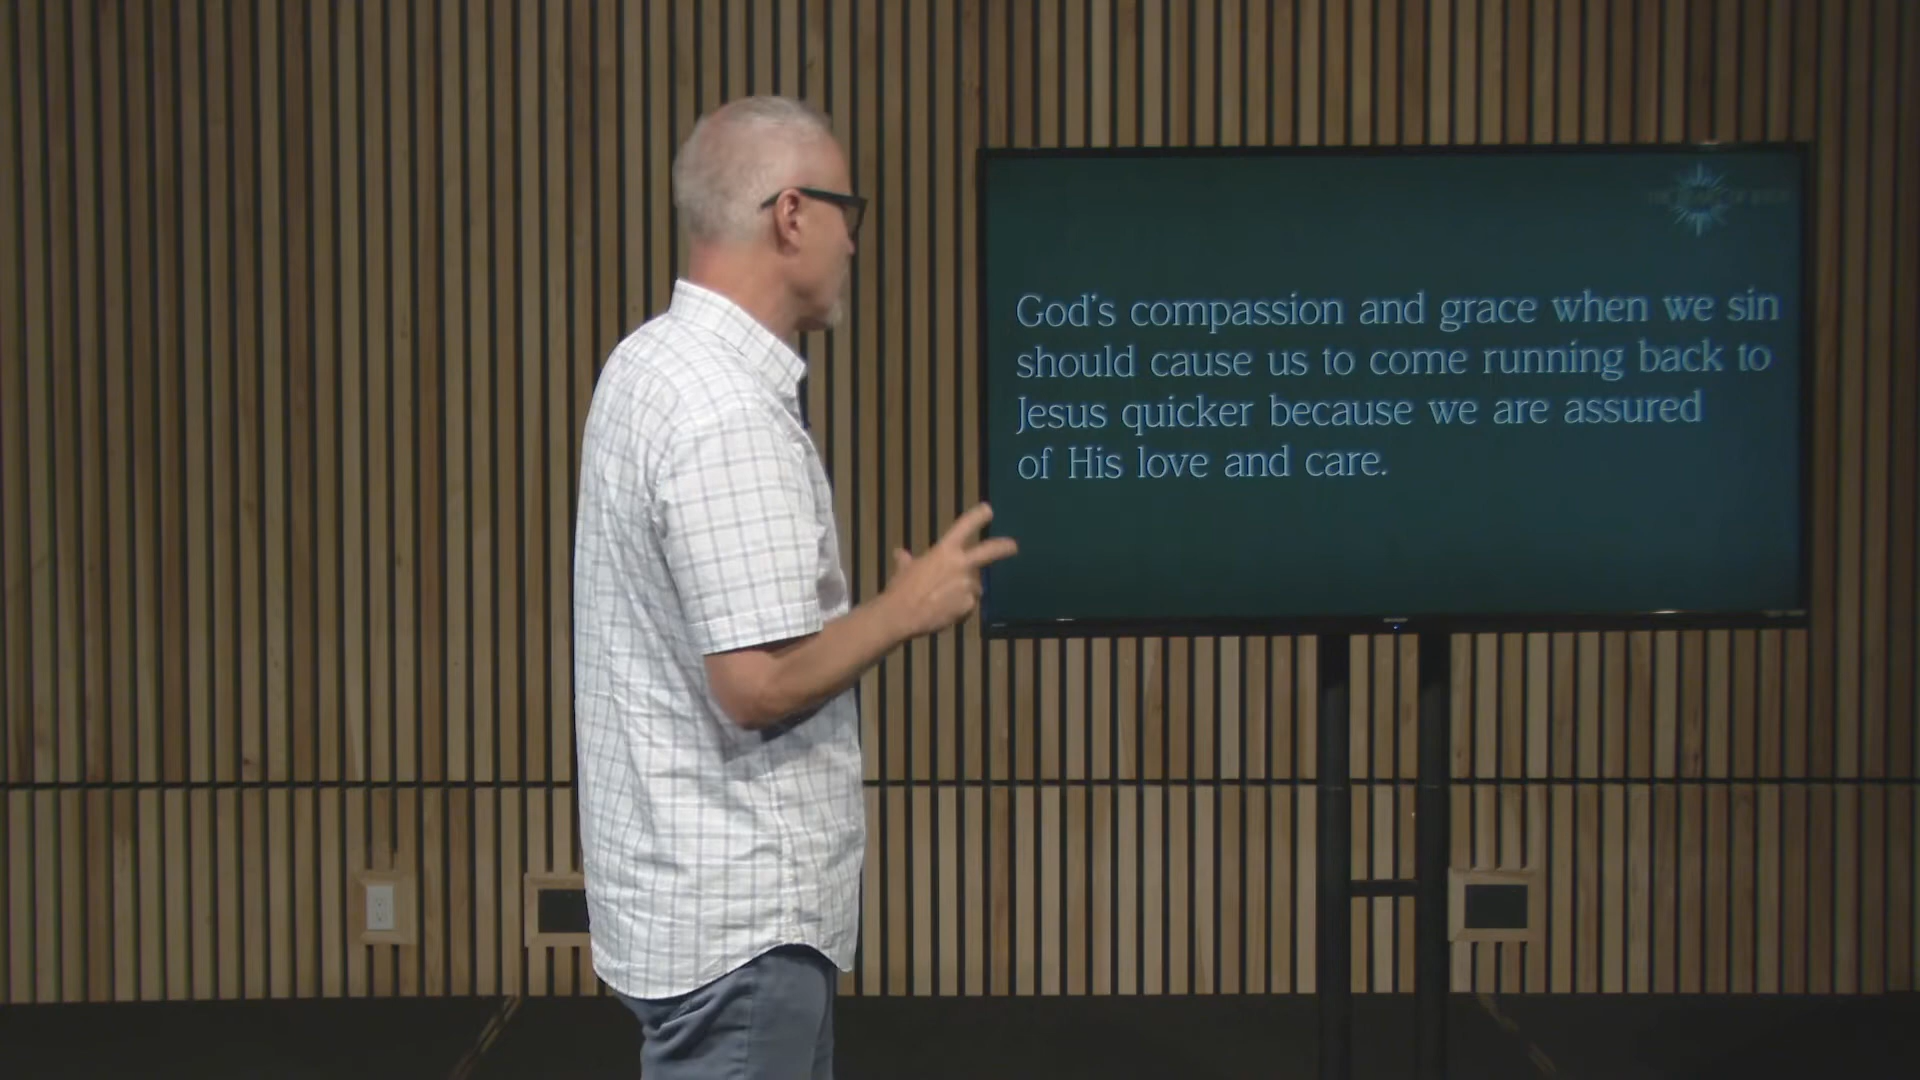 God's compassion and grace when we sin
should cause us to come running back to
Jesus quicker because we are assured
of His love and care.